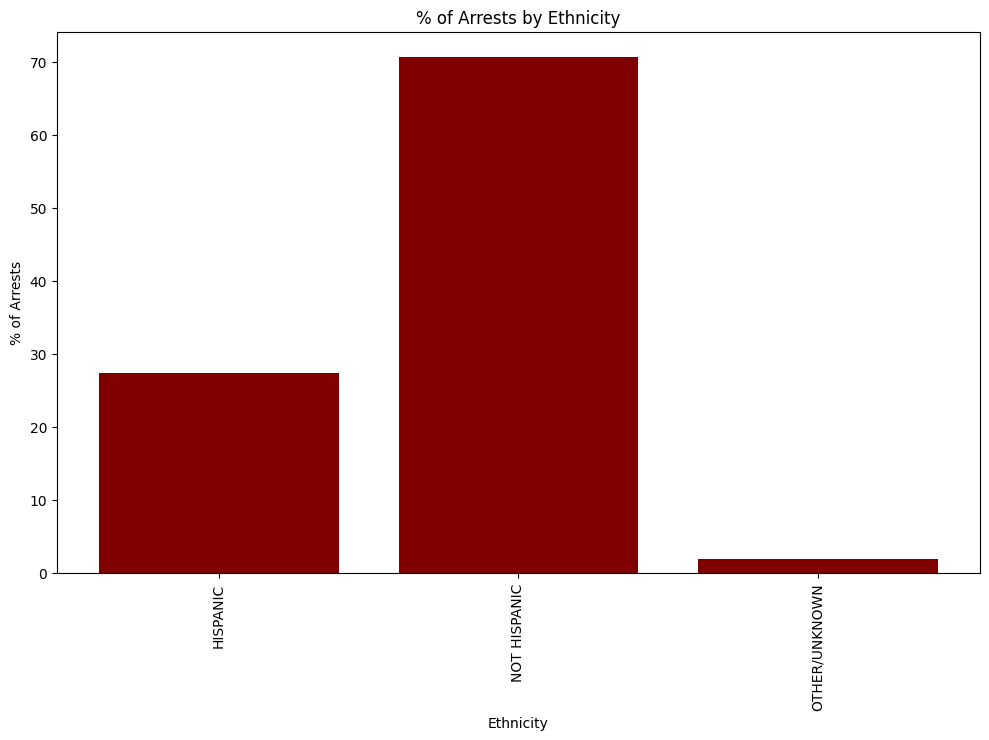 % of Arrests by Ethnicity
% of Arrests
70
60
50
40
30
20
10
0
HISPANIC
NOT HISPANIC
OTHER/UNKNOWN
Ethnicity